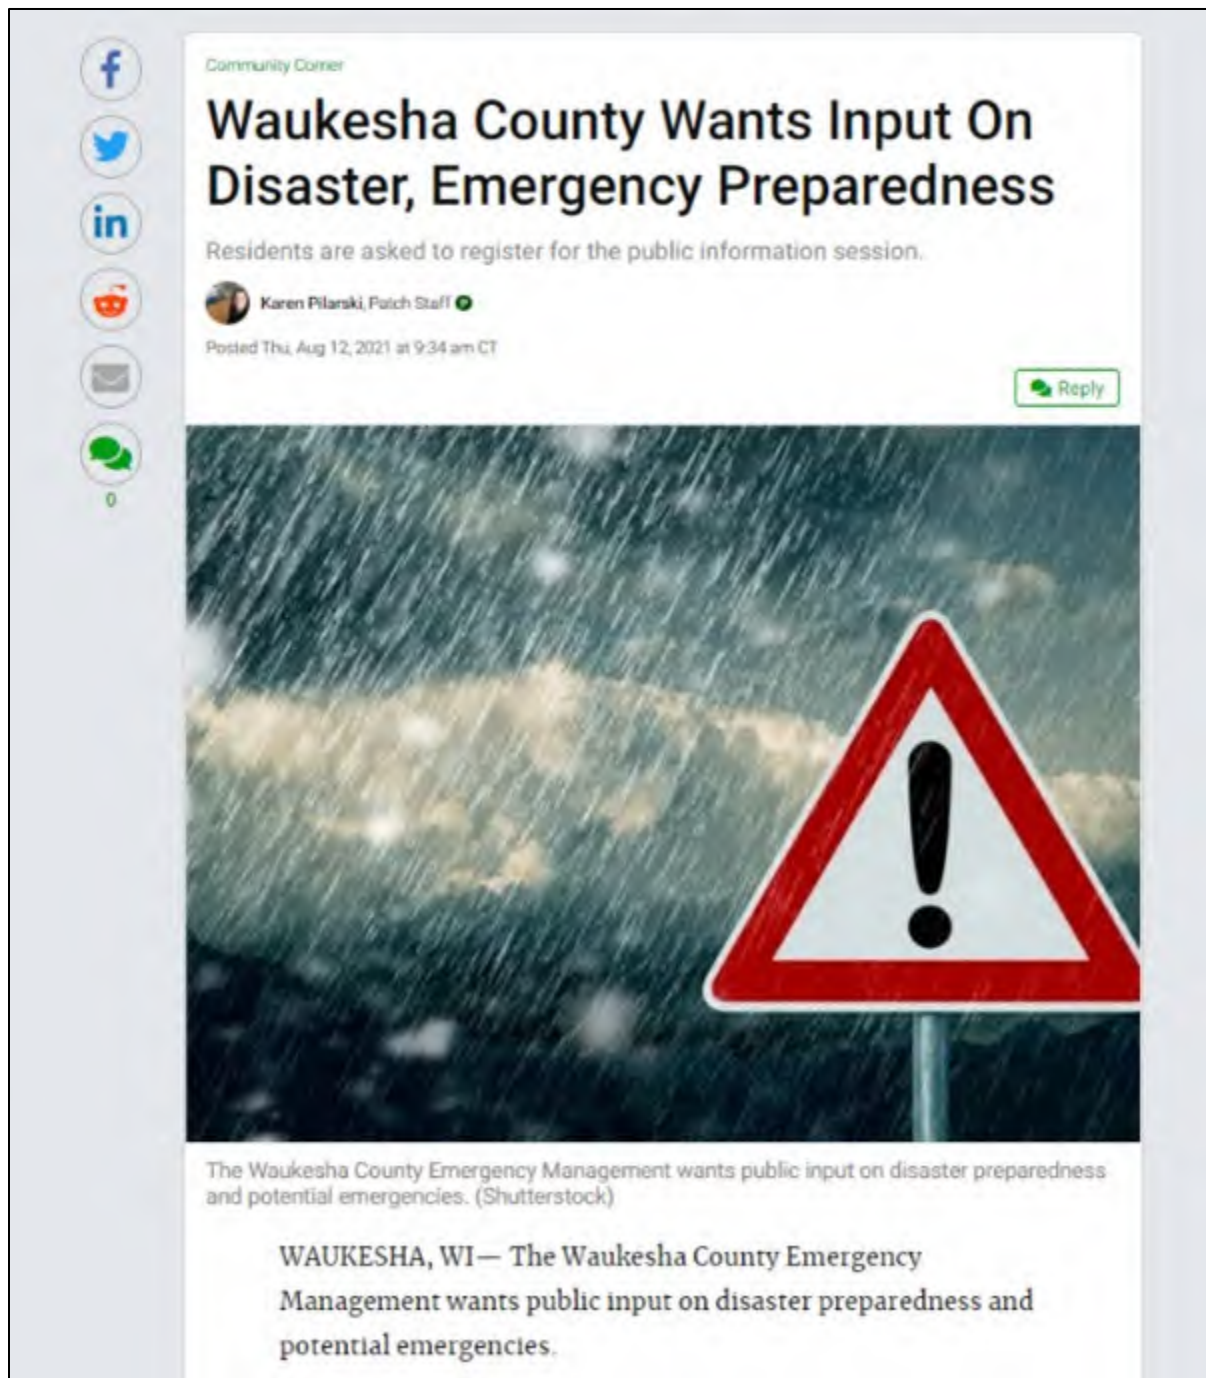 Community Corner
Waukesha County Wants Input On
Disaster, Emergency Preparedness
Residents are asked to register for the public information session.
Karen Pilarski, Patch Staff
Posted Thu, Aug 12, 2021 at 9:34 am CT
Reply
0
The Waukesha County Emergency Management wants public input on disaster preparedness
and potential emergencies. (Shutterstock)
WAUKESHA, WI— The Waukesha County Emergency
Management wants public input on disaster preparedness and
potential emergencies.